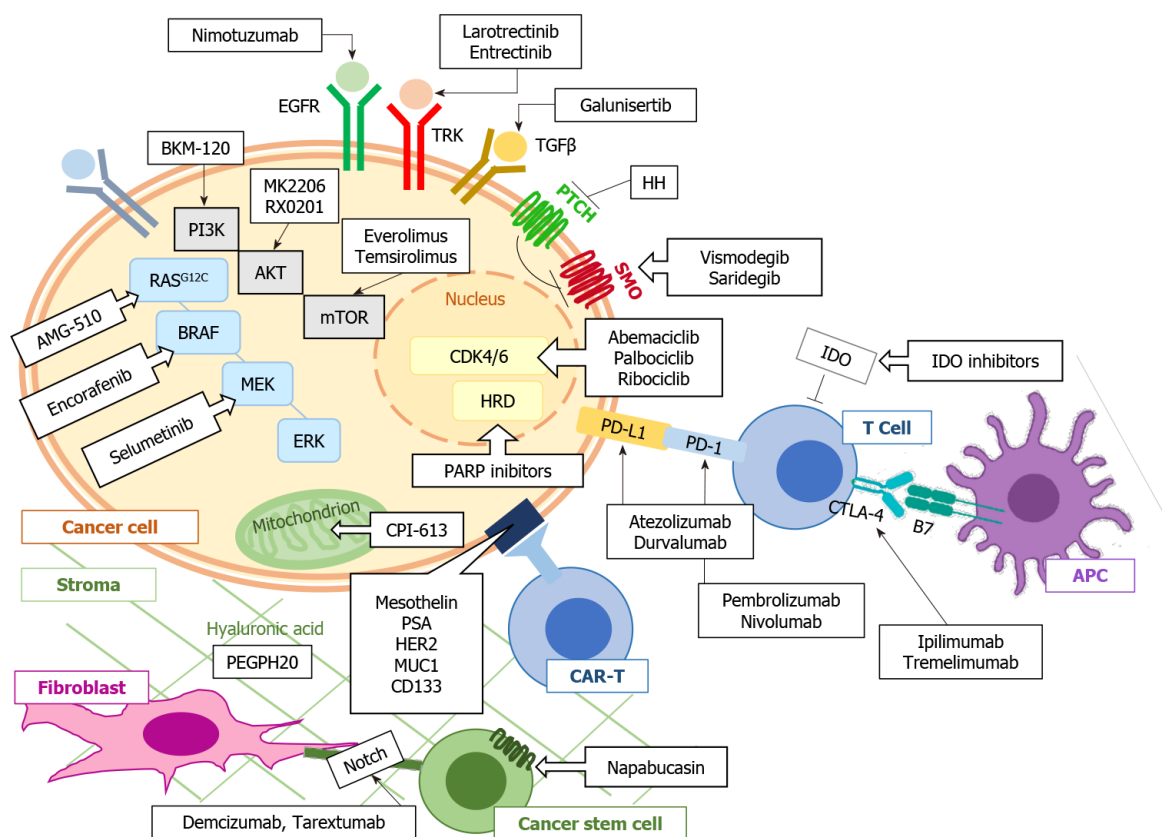 Nimotuzumab
Larotrectinib
Entrectinib
EGFR
TRK
Galunisertib
TGFβ
BKM-120
MK2206
RX0201
HH
PTCH
PI3K
Everolimus
Temsirolimus
SMO
Vismodegib
Saridegib
RASG12C
AKT
mTOR
Nucleus
AMG-510
BRAF
CDK4/6
Abemaciclib
Palbociclib
Ribociclib
IDO
IDO inhibitors
Encorafenib
MEK
HRD
Selumetinib
ERK
PD-L1
PD-1
T Cell
PARP inibitors
CTLA-4
B7
Cancer cell
Mitochondrion
CPI-613
Atezolizumab
Durvalumab
APC
Stroma
Mesothelin
PSA
HER2
MUC1
CD133
Pembrolizumab
Nivolumab
Hyaluronic acid
PEGPH20
Ipilimumab
Tremelimumab
CAR-T
Fibroblast
Notch
Napabucasin
Demcizumab, Tarextumab
Cancer stem cell